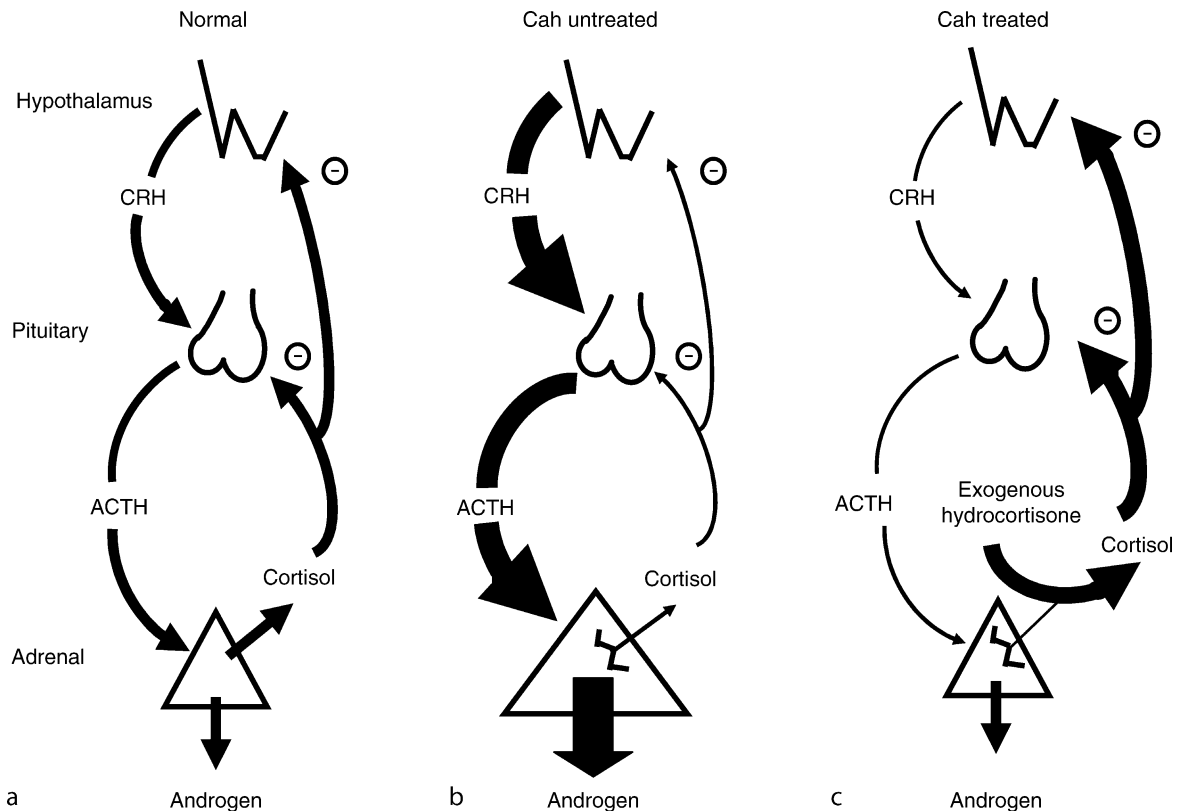 Normal
Cah untreated
Cah treated
Hypothalamus
CRH
CRH
CRH
Pituitary
ACTH
ACTH
ACTH
Exogenous
hydrocortisone
Cortisol
Cortisol
Cortisol
Adrenal
a
Androgen
b
Androgen
c
Androgen